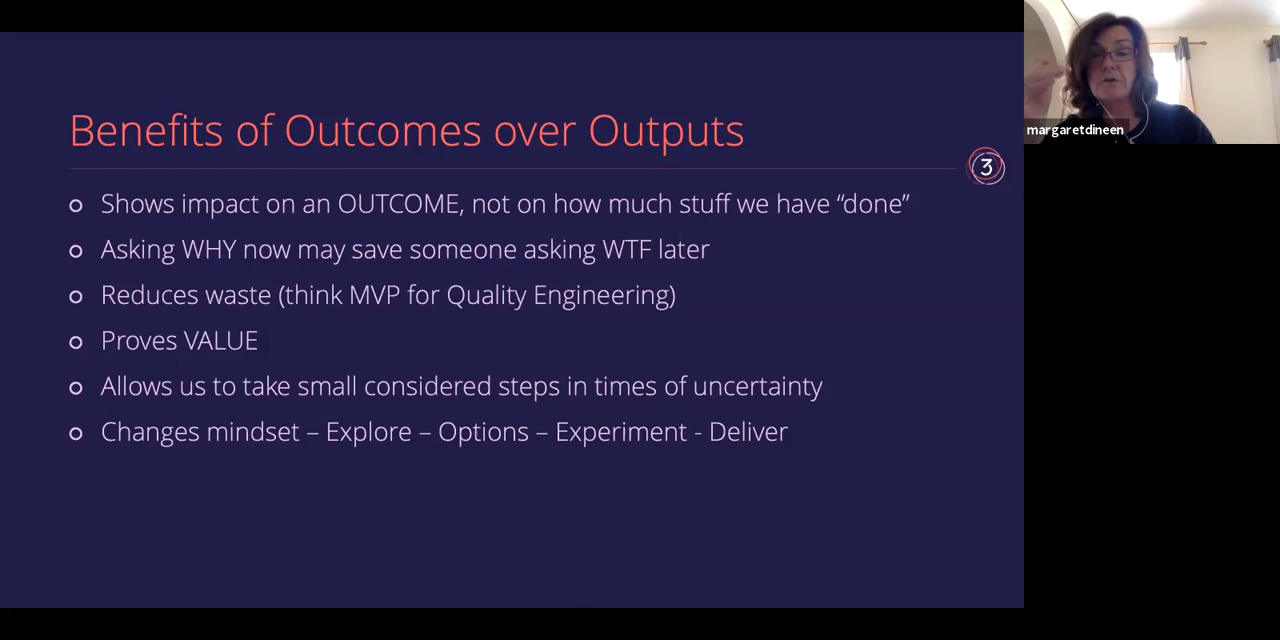 Benefits of Outcomes over Outputs
3
Shows impact on an OUTCOME, not on how much stuff we have “done”
Asking WHY now may save someone asking WTF later
Reduces waste (think MVP for Quality Engineering)
Proves VALUE
Allows us to take small considered steps in times of uncertainty
Changes mindset – Explore – Options – Experiment - Deliver
margaretdineen